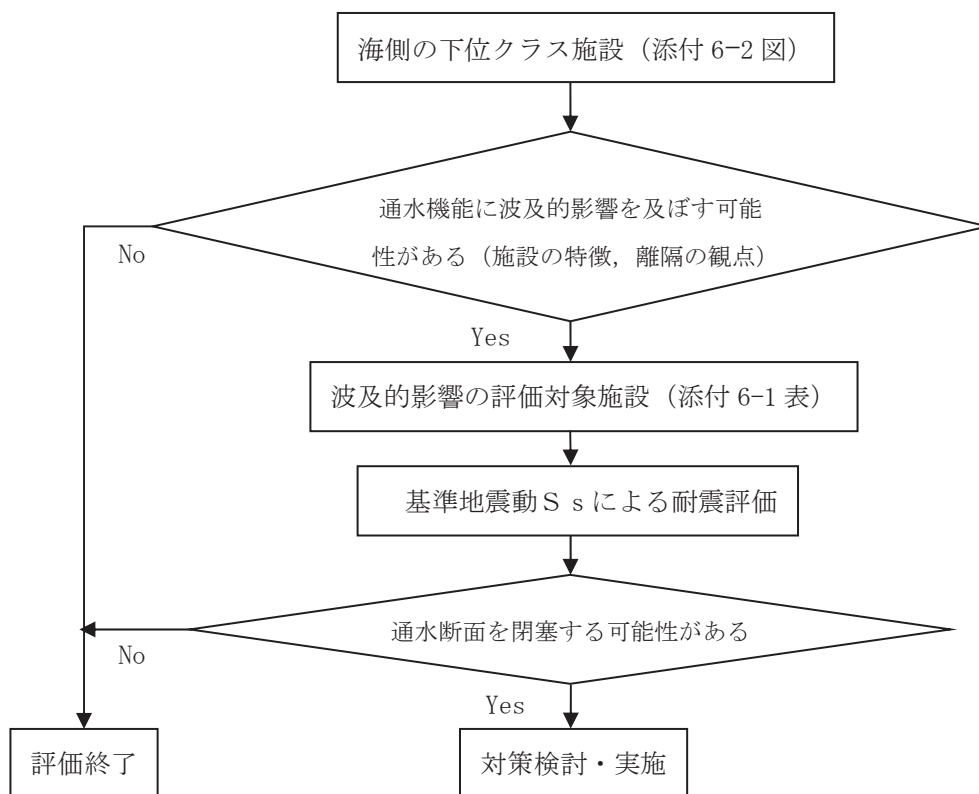 海側の下位クラス施設（添付 6-2 図）
通水機能に波及的影響を及ぼす可能
性がある（施設の特徴，離隔の観点）
No
Yes
波及的影響の評価対象施設（添付 6-1 表）
基準地震動Ｓｓによる耐震評価
通水断面を閉塞する可能性がある
No
Yes
評価終了
対策検討・実施